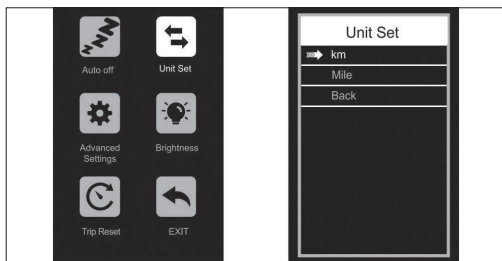 Auto off
Unit Set
Advanced
Settings
Brightness
Trip Reset
EXIT
Unit Set
km
Mile
Back